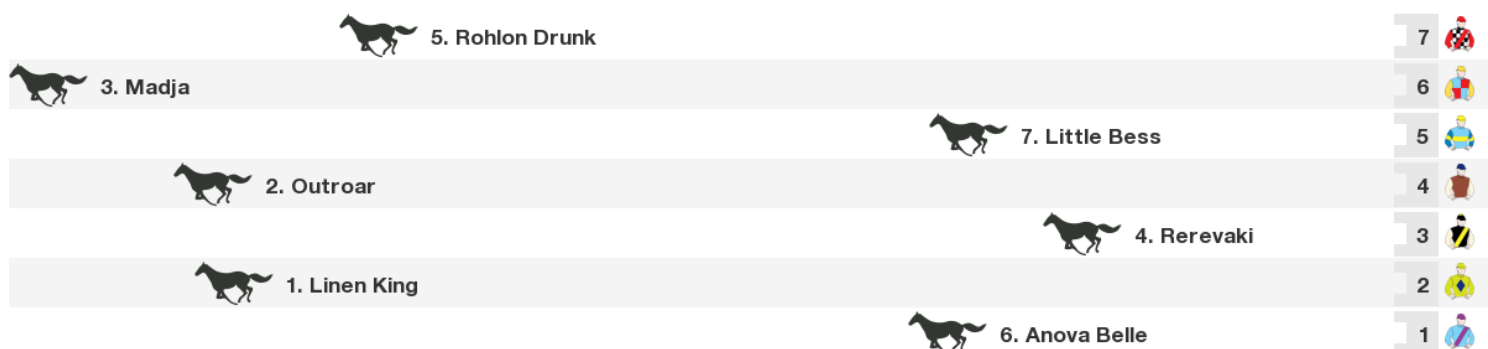 5. Rohlon Drunk 7
3. Madja 6
7. Little Bess 5
2. Outroar 4
4. Rerevaki 3
1. Linen King 2
6. Anova Belle 1